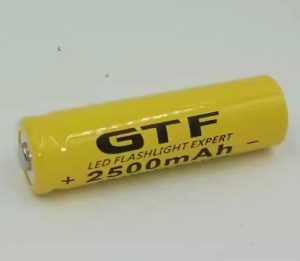 GTF
LED FLASHLIGHT EXPERT
+ 2500mAh -